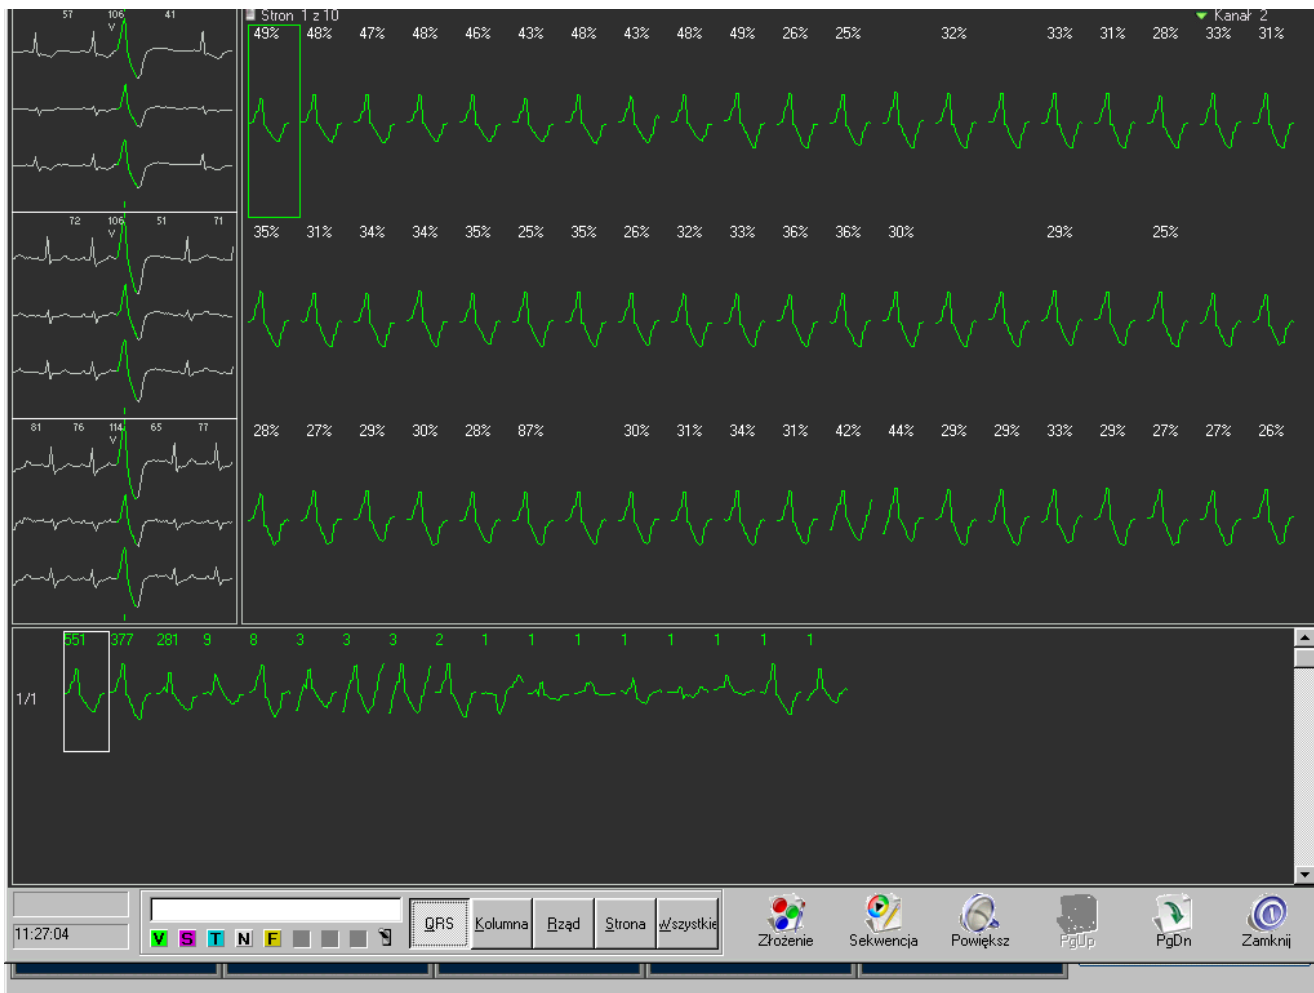 57 106 41
V
Stron 1 z 10
Kanał 2
49% 48% 47% 48% 46% 43% 48% 43% 48% 49% 26% 25% 32% 33% 31% 28% 33% 31%
72 106 51 71
V
35% 31% 34% 34% 35% 25% 35% 26% 32% 33% 36% 36% 30% 29% 25%
81 76 114 65 77
V
28% 27% 29% 30% 28% 87% 30% 31% 34% 31% 42% 44% 29% 29% 33% 29% 27% 27% 26%
551 377 281 9 8 3 3 3 2 1 1 1 1 1 1 1 1
1/1
11:27:04
V S T N F
QRS Kolumna Rząd Strona Wszystkie
Złożenie Sekwencja Powiększ PgUp PgDn Zamknij